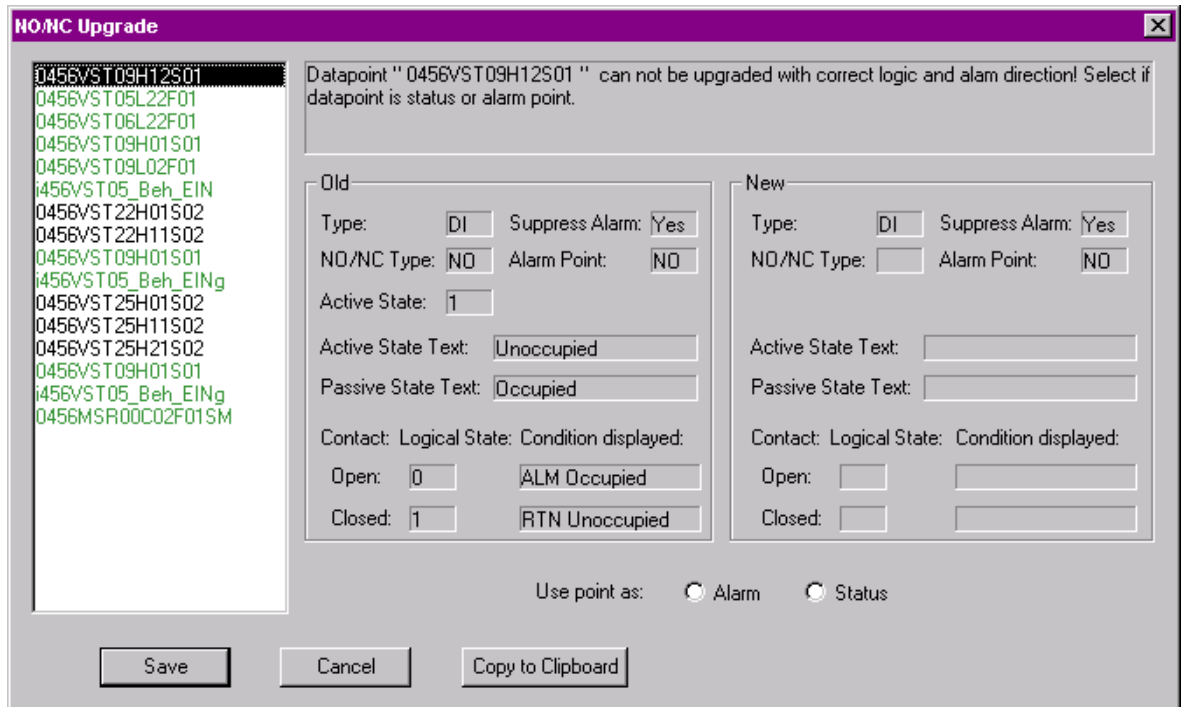 NO/NC Upgrade
0456VST09H12S01
0456VST05L22F01
0456VST06L22F01
0456VST09H01S01
0456VST09L02F01
i456VST05_Beh_EIN
0456VST22H01S02
0456VST22H11S02
0456VST09H01S01
i456VST05_Beh_EINg
0456VST25H01S02
0456VST25H11S02
0456VST25H21S02
0456VST09H01S01
i456VST05_Beh_EINg
0456MSR00C02F01SM
Datapoint " 0456VST09H12S01 " can not be upgraded with correct logic and alam direction! Select if
datapoint is status or alarm point.
Old
Type: DI Suppress Alarm: Yes
NO/NC Type: NO Alarm Point: NO
Active State: 1
Active State Text: Unoccupied
Passive State Text: Occupied
Contact: Logical State: Condition displayed:
Open: 0 ALM Occupied
Closed: 1 RTN Unoccupied
New
Type: DI Suppress Alarm: Yes
NO/NC Type: Alarm Point: NO
Active State Text:
Passive State Text:
Contact: Logical State: Condition displayed:
Open:
Closed:
Use point as: Alarm Status
Save Cancel Copy to Clipboard